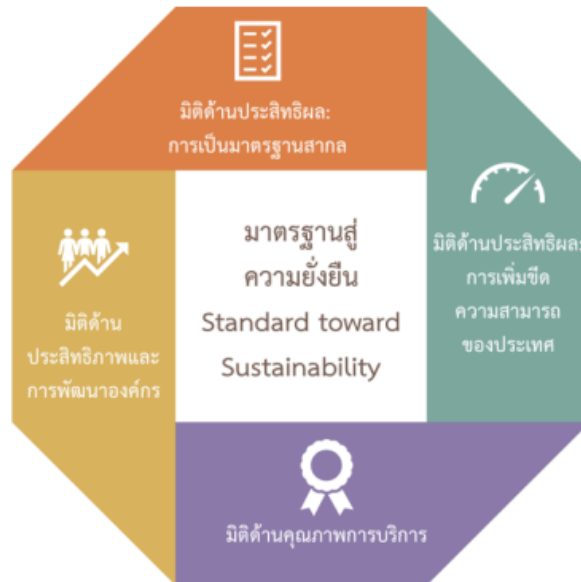 มิติด้านประสิทธิผล:
การเป็นมาตรฐานสากล
มิติด้านประสิทธิผล:
การเพิ่มขีด
ความสามารถ
ของประเทศ
มาตรฐานสู่
ความยั่งยืน
Standard toward
Sustainability
มิติด้าน
ประสิทธิภาพและ
การพัฒนาองค์กร
มิติด้านคุณภาพการบริการ